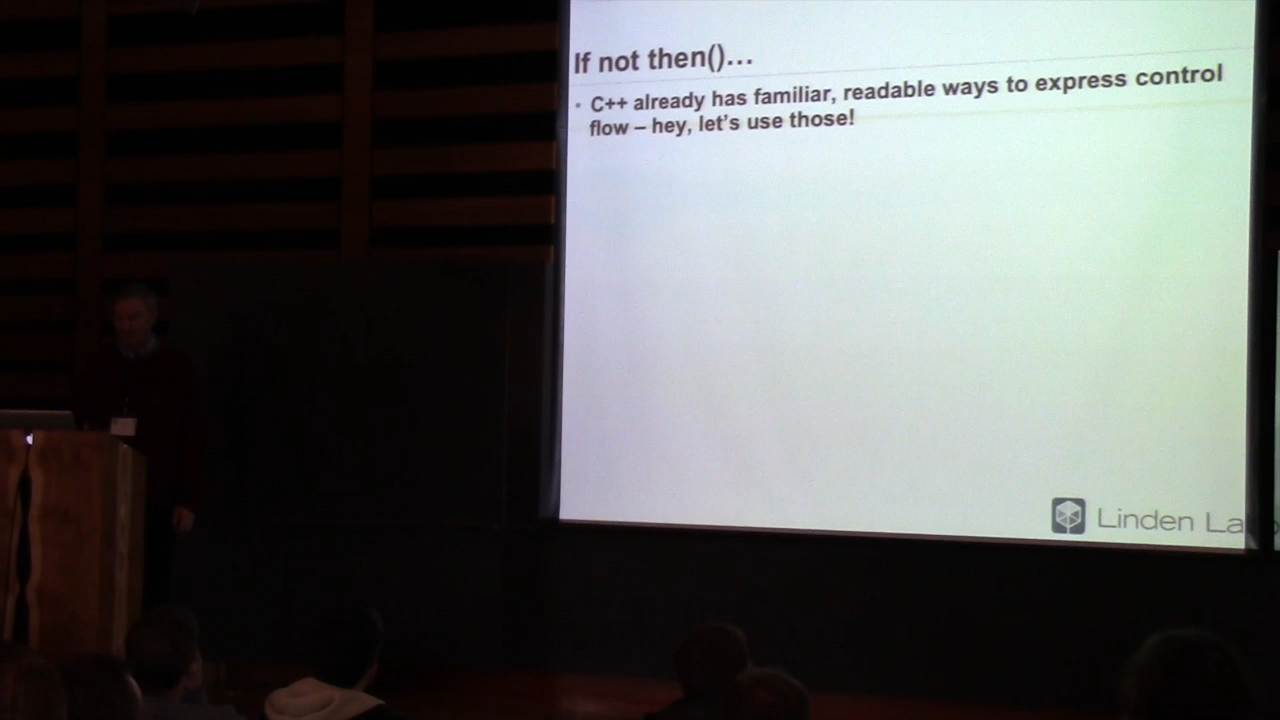 If not then()...
• C++ already has familiar, readable ways to express control
flow – hey, let's use those!
Linden La